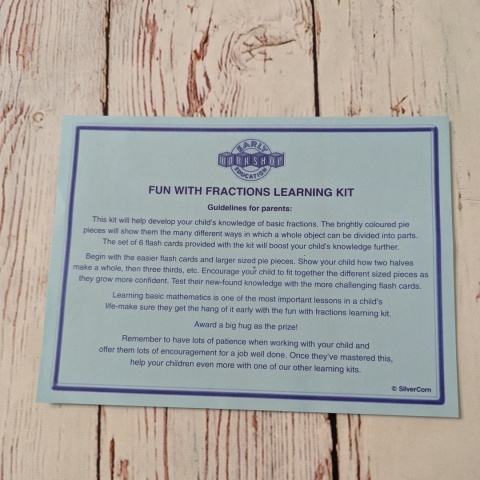 EARLY
WORKSHOP
EDUCATION
FUN WITH FRACTIONS LEARNING KIT
Guidelines for parents:
This kit will help develop your child's knowledge of basic fractions. The brightly coloured pie
pieces will show them the many different ways in which a whole object can be divided into parts.
The set of 6 flash cards provided with the kit will boost your child's knowledge further.
Begin with the easier flash cards and larger sized pie pieces. Show your child how two halves
make a whole, then three thirds, etc. Encourage your child to fit together the different sized pieces as
they grow more confident. Test their new-found knowledge with the more challenging flash cards.
Learning basic mathematics is one of the most important lessons in a child's
life-make sure they get the hang of it early with the fun with fractions learning kit.
Award a big hug as the prize!
Remember to have lots of patience when working with your child and
offer them lots of encouragement for a job well done. Once they've mastered this,
help your children even more with one of our other learning kits.
© SilverCorn